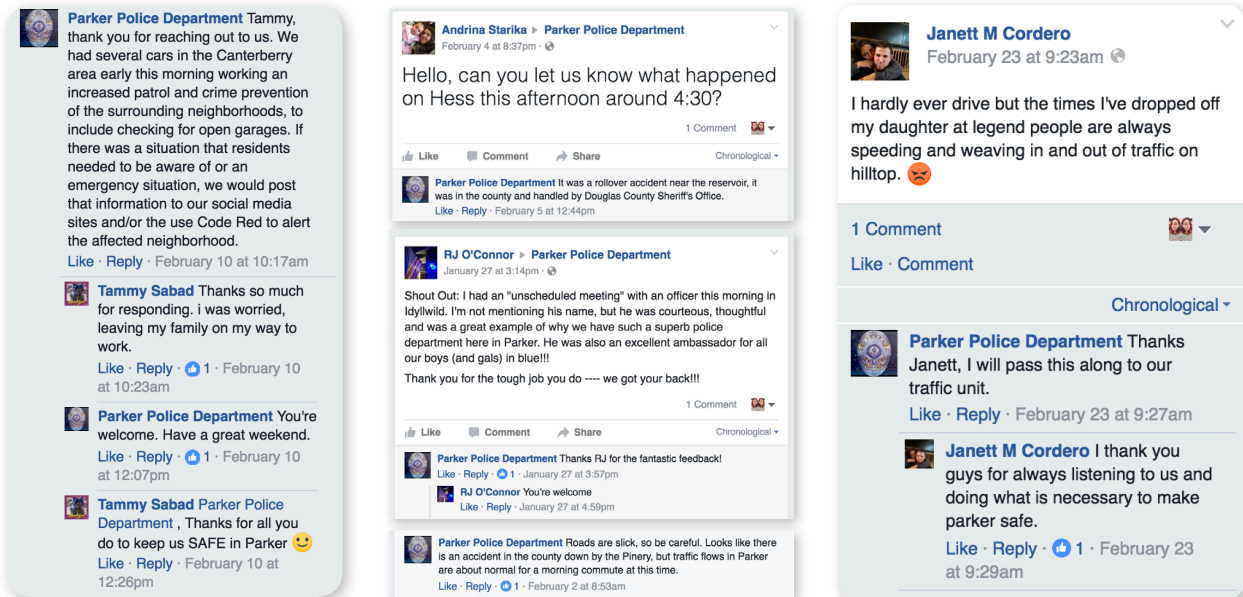 Parker Police Department Tammy,
thank you for reaching out to us. We
had several cars in the Canterberry
area early this morning working an
increased patrol and crime prevention
of the surrounding neighborhoods, to
include checking for open garages. If
there was a situation that residents
needed to be aware of or an
emergency situation, we would post
that information to our social media
sites and/or the use Code Red to alert
the affected neighborhood.
Like · Reply · February 10 at 10:17am
Tammy Sabad Thanks so much
for responding. i was worried,
leaving my family on my way to
work.
Like · Reply · 1 · February 10
at 10:23am
Parker Police Department You're
welcome. Have a great weekend.
Like · Reply · 1 · February 10
at 12:07pm
Tammy Sabad Parker Police
Department , Thanks for all you
do to keep us SAFE in Parker
Like · Reply · February 10 at
12:26pm
Andrina Starika Parker Police Department
February 4 at 8:37pm ·
Hello, can you let us know what happened
on Hess this afternoon around 4:30?
1 Comment
Like Comment Share Chronological
Parker Police Department It was a rollover accident near the reservoir, it
was in the county and handled by Douglas County Sheriff's Office.
Like · Reply · February 5 at 12:44pm
RJ O'Connor Parker Police Department
January 27 at 3:14pm ·
Shout Out: I had an "unscheduled meeting" with an officer this morning in
Idyllwild. I'm not mentioning his name, but he was courteous, thoughtful
and was a great example of why we have such a superb police
department here in Parker. He was also an excellent ambassador for all
our boys (and gals) in blue!!!
Thank you for the tough job you do ---- we got your back!!!
1 Comment
Like Comment Share Chronological
Parker Police Department Thanks RJ for the fantastic feedback!
Like · Reply · 1 · January 27 at 3:57pm
RJ O'Connor You're welcome
Like · Reply · January 27 at 4:59pm
Parker Police Department Roads are slick, so be careful. Looks like there
is an accident in the county down by the Pinery, but traffic flows in Parker
are about normal for a morning commute at this time.
Like · Reply · 1 · February 2 at 8:53am
Janett M Cordero
February 23 at 9:23am
I hardly ever drive but the times I've dropped off
my daughter at legend people are always
speeding and weaving in and out of traffic on
hilltop.
1 Comment
Like · Comment
Chronological
Parker Police Department Thanks
Janett, I will pass this along to our
traffic unit.
Like · Reply · February 23 at 9:27am
Janett M Cordero I thank you
guys for always listening to us and
doing what is necessary to make
parker safe.
Like · Reply · 1 · February 23
at 9:29am